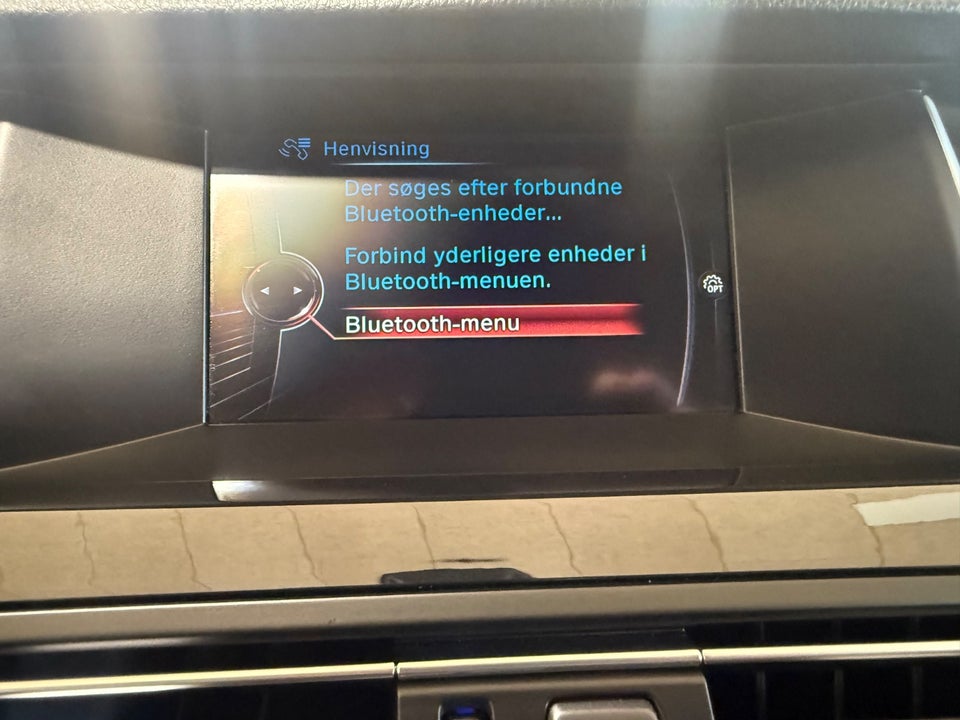 Henvisning
Der søges efter forbundne
Bluetooth-enheder...
Forbind yderligere enheder i
Bluetooth-menuen.
OPT
Bluetooth-menu